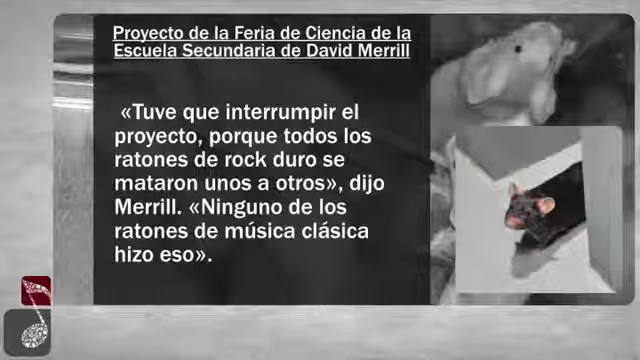 Proyecto de la Feria de Ciencia de la
Escuela Secundaria de David Merrill
«Tuve que interrumpir el
proyecto, porque todos los
ratones de rock duro se
mataron unos a otros», dijo
Merrill. «Ninguno de los
ratones de música clásica
hizo eso».